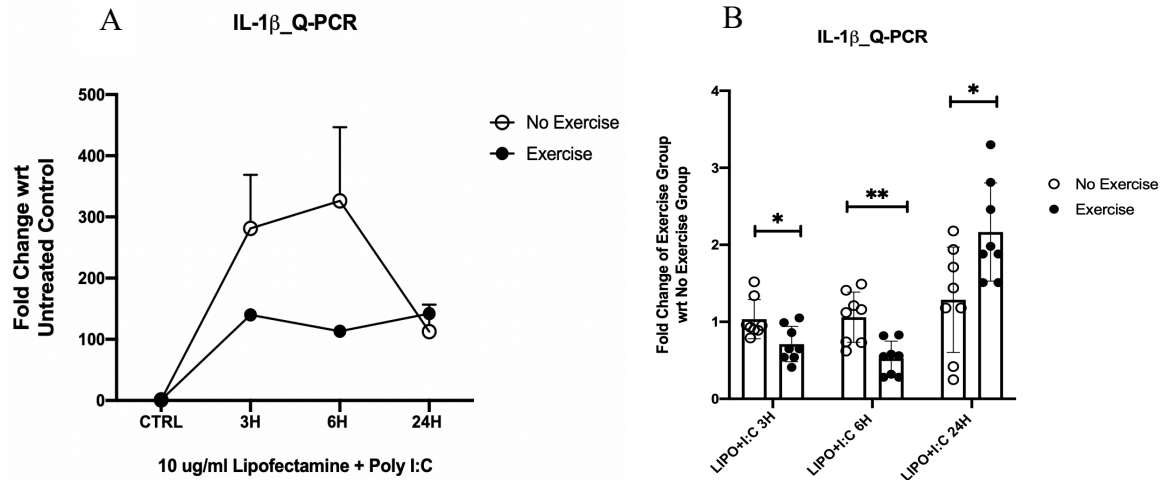 A
IL-1β_Q-PCR
500
400
300
200
100
0
Fold Change wrt
Untreated Control
No Exercise
Exercise
CTRL
3H
6H
24H
10 ug/ml Lipofectamine + Poly I:C
B
IL-1β_Q-PCR
4
3
2
1
0
Fold Change of Exercise Group
wrt No Exercise Group
*
**
*
No Exercise
Exercise
LIPO+I:C 3H
LIPO+I:C 6H
LIPO+I:C 24H